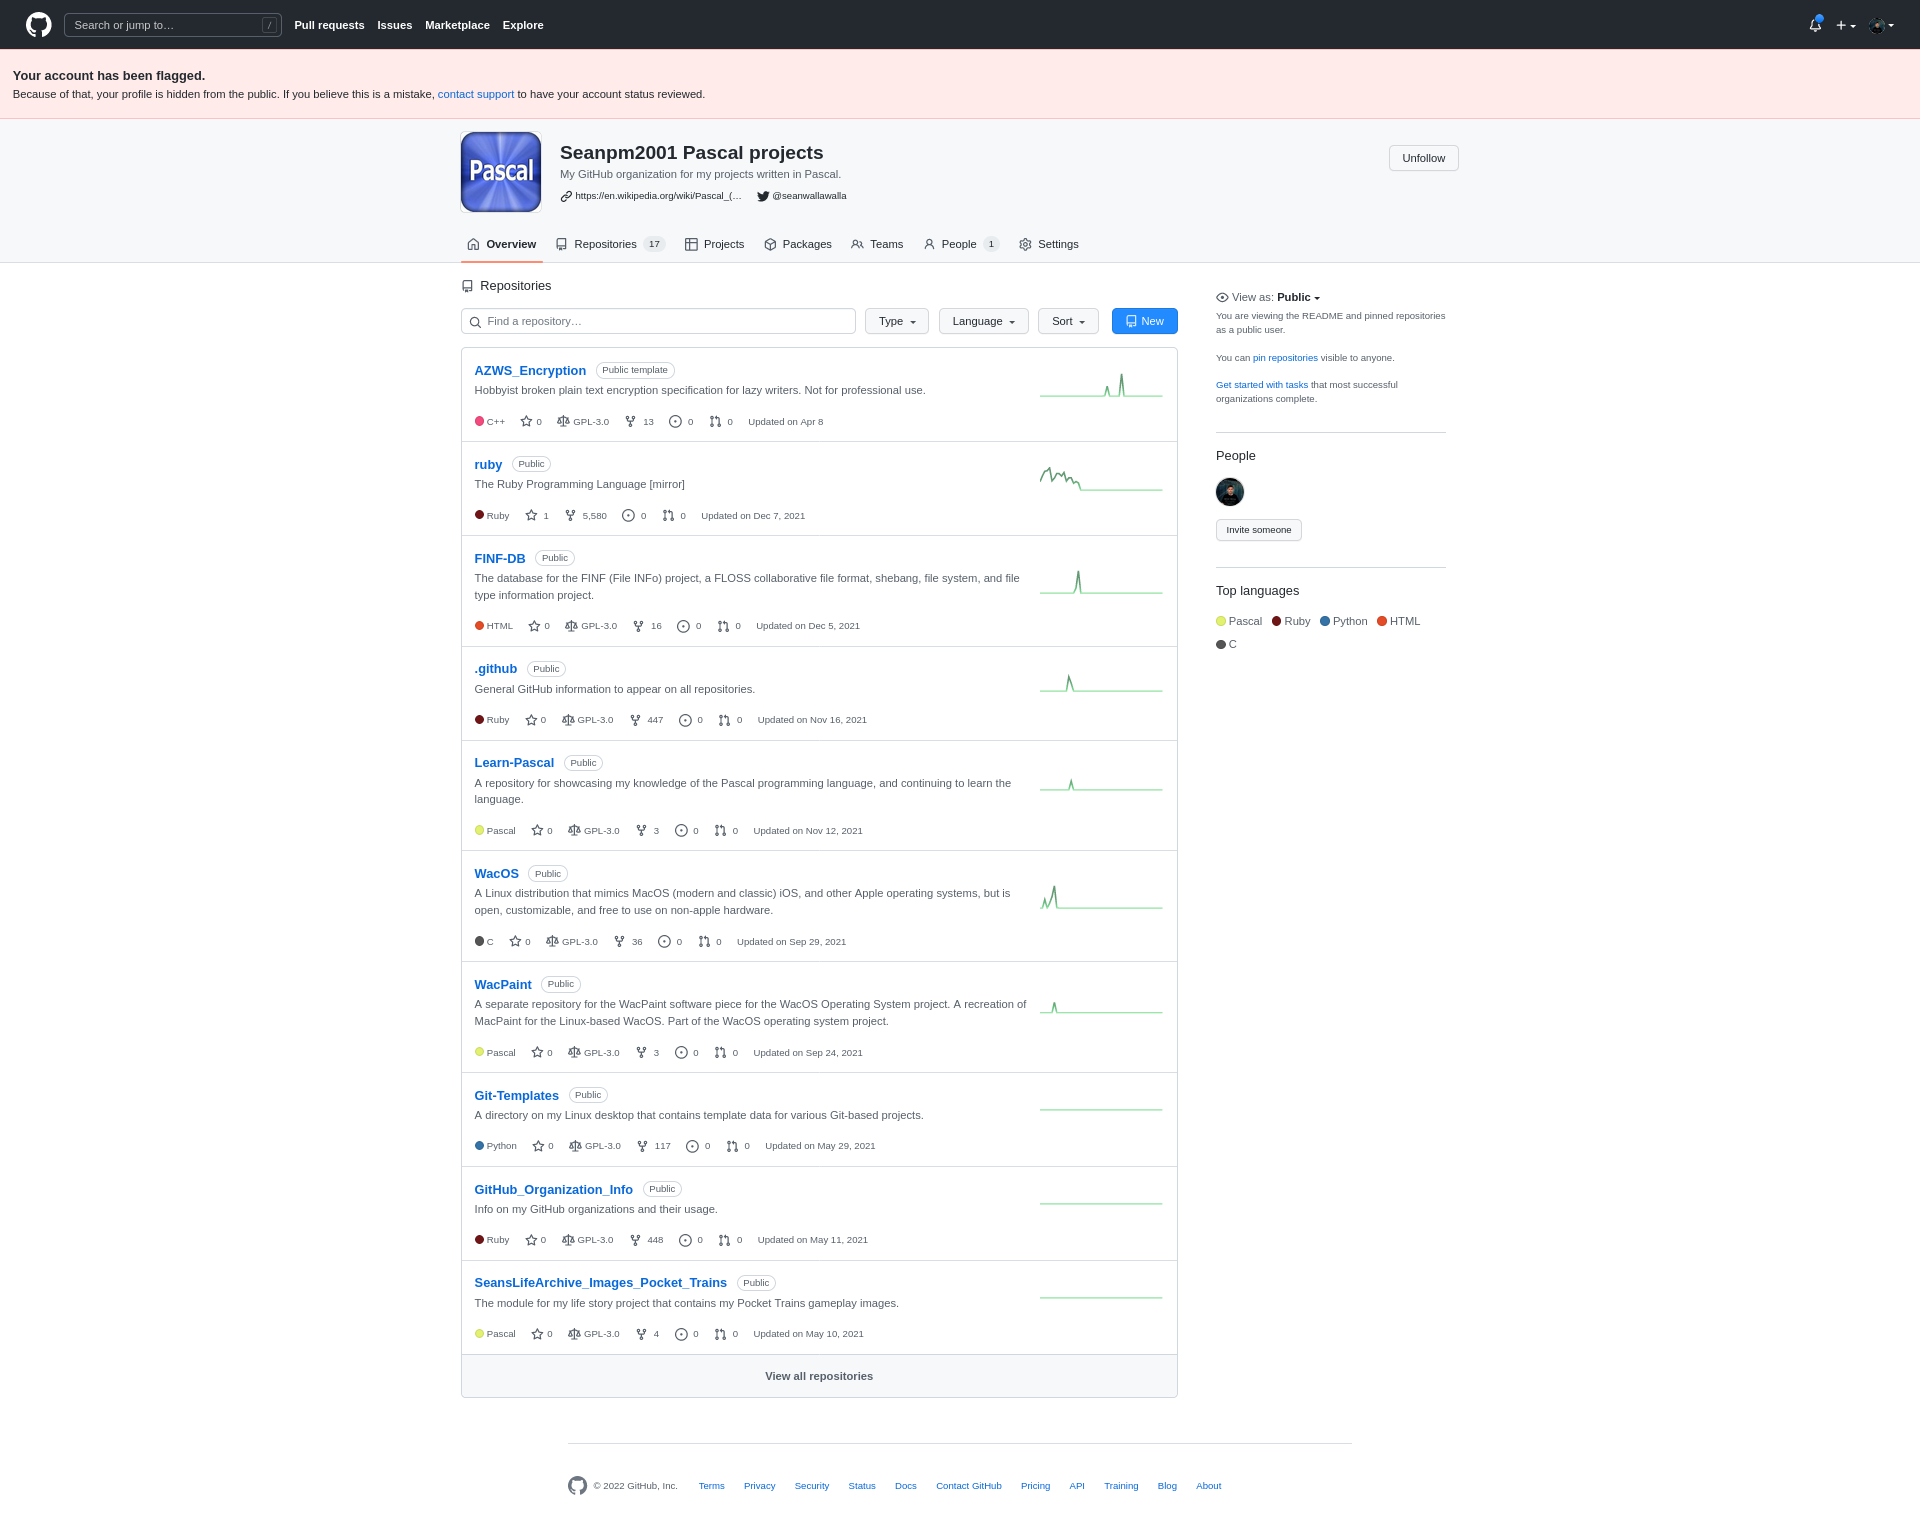 Search or jump to…
/
Pull requests
Issues
Marketplace
Explore
Your account has been flagged.
Because of that, your profile is hidden from the public. If you believe this is a mistake, contact support to have your account status reviewed.
Pascal
Seanpm2001 Pascal projects
My GitHub organization for my projects written in Pascal.
https://en.wikipedia.org/wiki/Pascal_(…
@seanwallawalla
Unfollow
Overview
Repositories 17
Projects
Packages
Teams
People 1
Settings
Repositories
Find a repository…
Type
Language
Sort
New
AZWS_Encryption Public template
Hobbyist broken plain text encryption specification for lazy writers. Not for professional use.
C++ 0 GPL-3.0 13 0 0 Updated on Apr 8
ruby Public
The Ruby Programming Language [mirror]
Ruby 1 5,580 0 0 Updated on Dec 7, 2021
FINF-DB Public
The database for the FINF (File INFo) project, a FLOSS collaborative file format, shebang, file system, and file
type information project.
HTML 0 GPL-3.0 16 0 0 Updated on Dec 5, 2021
.github Public
General GitHub information to appear on all repositories.
Ruby 0 GPL-3.0 447 0 0 Updated on Nov 16, 2021
Learn-Pascal Public
A repository for showcasing my knowledge of the Pascal programming language, and continuing to learn the
language.
Pascal 0 GPL-3.0 3 0 0 Updated on Nov 12, 2021
WacOS Public
A Linux distribution that mimics MacOS (modern and classic) iOS, and other Apple operating systems, but is
open, customizable, and free to use on non-apple hardware.
C 0 GPL-3.0 36 0 0 Updated on Sep 29, 2021
WacPaint Public
A separate repository for the WacPaint software piece for the WacOS Operating System project. A recreation of
MacPaint for the Linux-based WacOS. Part of the WacOS operating system project.
Pascal 0 GPL-3.0 3 0 0 Updated on Sep 24, 2021
Git-Templates Public
A directory on my Linux desktop that contains template data for various Git-based projects.
Python 0 GPL-3.0 117 0 0 Updated on May 29, 2021
GitHub_Organization_Info Public
Info on my GitHub organizations and their usage.
Ruby 0 GPL-3.0 448 0 0 Updated on May 11, 2021
SeansLifeArchive_Images_Pocket_Trains Public
The module for my life story project that contains my Pocket Trains gameplay images.
Pascal 0 GPL-3.0 4 0 0 Updated on May 10, 2021
View all repositories
View as: Public
You are viewing the README and pinned repositories
as a public user.
You can pin repositories visible to anyone.
Get started with tasks that most successful
organizations complete.
People
Invite someone
Top languages
Pascal Ruby Python HTML
C
© 2022 GitHub, Inc.
Terms
Privacy
Security
Status
Docs
Contact GitHub
Pricing
API
Training
Blog
About